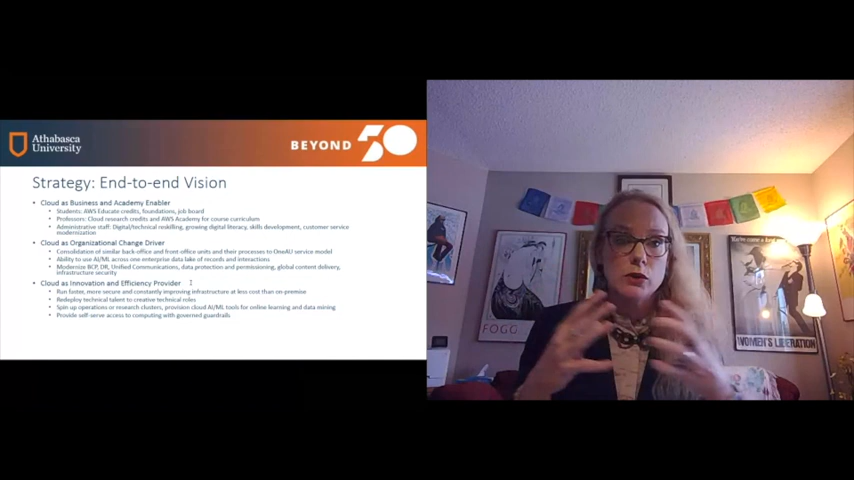 Athabasca
University
BEYOND 50
Strategy: End-to-end Vision
• Cloud as Business and Academy Enabler
• Students: AWS Educate credits, foundations, job board
• Professors: Cloud research credits and AWS Academy for course curriculum
• Administrative staff: Digital/technical reskilling, growing digital literacy, skills development, customer service
modernization
• Cloud as Organizational Change Driver
• Consolidation of similar back-office and front-office units and their processes to OneAU service model
• Ability to use AI/ML across one enterprise data lake of records and interactions
• Modernize BCP, DR, Unified Communications, data protection and permissioning, global content delivery,
infrastructure security
• Cloud as Innovation and Efficiency Provider
• Run faster, more secure and constantly improving infrastructure at less cost than on-premise
• Redeploy technical talent to creative technical roles
• Spin up operations or research clusters, provision cloud AI/ML tools for online learning and data mining
• Provide self-serve access to computing with governed guardrails
FOGG
You've come a long way,
WOMEN'S LIBERATION